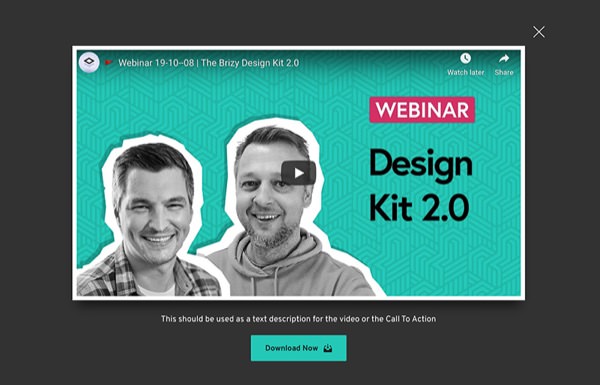 Webinar 19-10–08 | The Brizy Design Kit 2.0
Watch later
Share
WEBINAR
Design
Kit 2.0
This should be used as a text description for the video or the Call To Action
Download Now